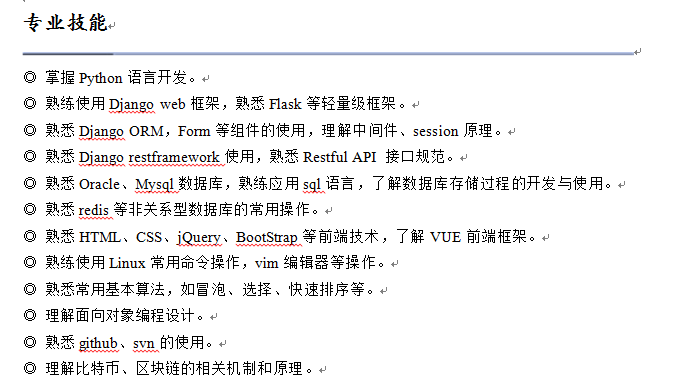 专业技能
◎ 掌握 Python 语言开发。
◎ 熟练使用 Django web 框架，熟悉 Flask 等轻量级框架。
◎ 熟悉 Django ORM，Form 等组件的使用，理解中间件、session 原理。
◎ 熟悉 Django restframework 使用，熟悉 Restful API 接口规范。
◎ 熟悉 Oracle、Mysql 数据库，熟练应用 sql 语言，了解数据库存储过程的开发与使用。
◎ 熟悉 redis 等非关系型数据库的常用操作。
◎ 熟悉 HTML、CSS、jQuery、BootStrap 等前端技术，了解 VUE 前端框架。
◎ 熟练使用 Linux 常用命令操作，vim 编辑器等操作。
◎ 熟悉常用基本算法，如冒泡、选择、快速排序等。
◎ 理解面向对象编程设计。
◎ 熟悉 github、svn 的使用。
◎ 理解比特币、区块链的相关机制和原理。